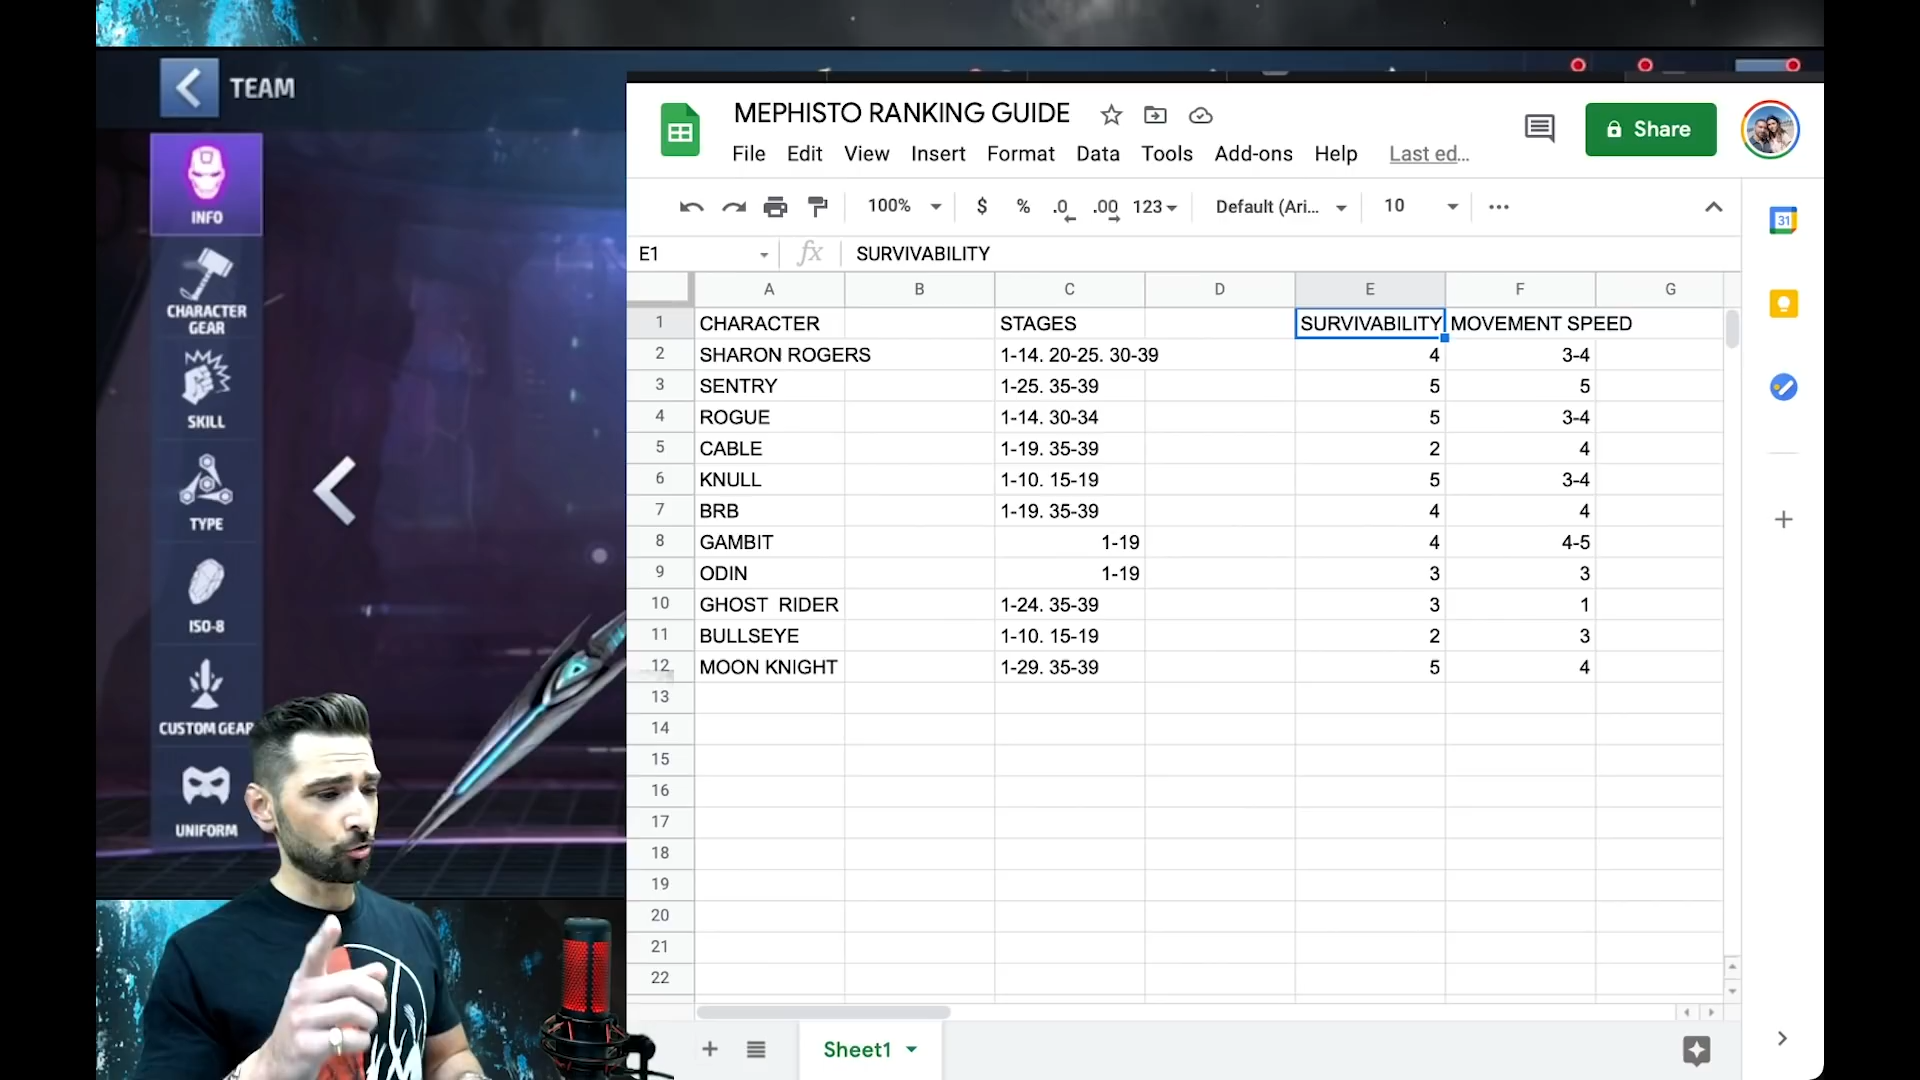 TEAM
INFO
CHARACTER
GEAR
SKILL
TYPE
ISO-8
CUSTOM GEAR
UNIFORM
MEPHISTO RANKING GUIDE
Share
File Edit View Insert Format Data Tools Add-ons Help Last ed...
100% $ % .0 .00 123 Default (Ari... 10
E1 fx SURVIVABILITY
31
A B C D E F G
1 CHARACTER STAGES SURVIVABILITY MOVEMENT SPEED
2 SHARON ROGERS 1-14. 20-25. 30-39 4 3-4
3 SENTRY 1-25. 35-39 5 5
4 ROGUE 1-14. 30-34 5 3-4
5 CABLE 1-19. 35-39 2 4
6 KNULL 1-10. 15-19 5 3-4
7 BRB 1-19. 35-39 4 4
8 GAMBIT 1-19 4 4-5
9 ODIN 1-19 3 3
10 GHOST RIDER 1-24. 35-39 3 1
11 BULLSEYE 1-10. 15-19 2 3
12 MOON KNIGHT 1-29. 35-39 5 4
13
14
15
16
17
18
19
20
21
22
Sheet1